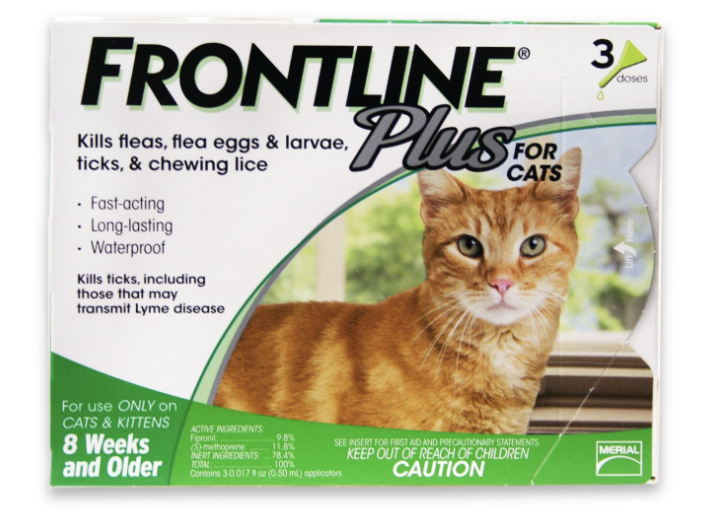 FRONTLINE®
Plus
FOR
CATS
3
doses
Kills fleas, flea eggs & larvae,
ticks, & chewing lice
· Fast-acting
· Long-lasting
· Waterproof
Kills ticks, including
those that may
transmit Lyme disease
Lift Here
For use ONLY on
CATS & KITTENS
8 Weeks
and Older
ACTIVE INGREDIENTS:
Fipronil: 9.8%
(S)-methoprene: 11.8%
INERT INGREDIENTS: 78.4%
TOTAL: 100%
Contains 3-0.017 fl oz (0.50 mL) applicators
SEE INSERT FOR FIRST AID AND PRECAUTIONARY STATEMENTS.
KEEP OUT OF REACH OF CHILDREN
CAUTION
MERIAL